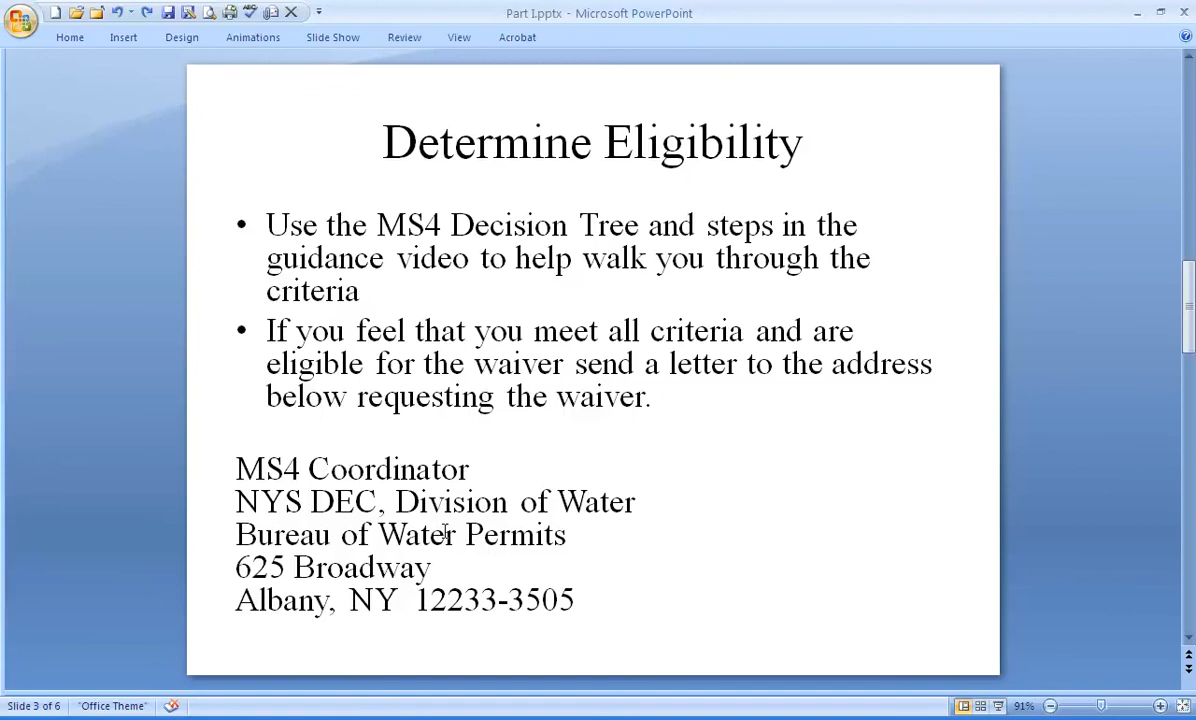 Part I.pptx - Microsoft PowerPoint
Home Insert Design Animations Slide Show Review View Acrobat
Determine Eligibility
• Use the MS4 Decision Tree and steps in the
guidance video to help walk you through the
criteria
• If you feel that you meet all criteria and are
eligible for the waiver send a letter to the address
below requesting the waiver.
MS4 Coordinator
NYS DEC, Division of Water
Bureau of Water Permits
625 Broadway
Albany, NY 12233-3505
Slide 3 of 6 "Office Theme" 91%